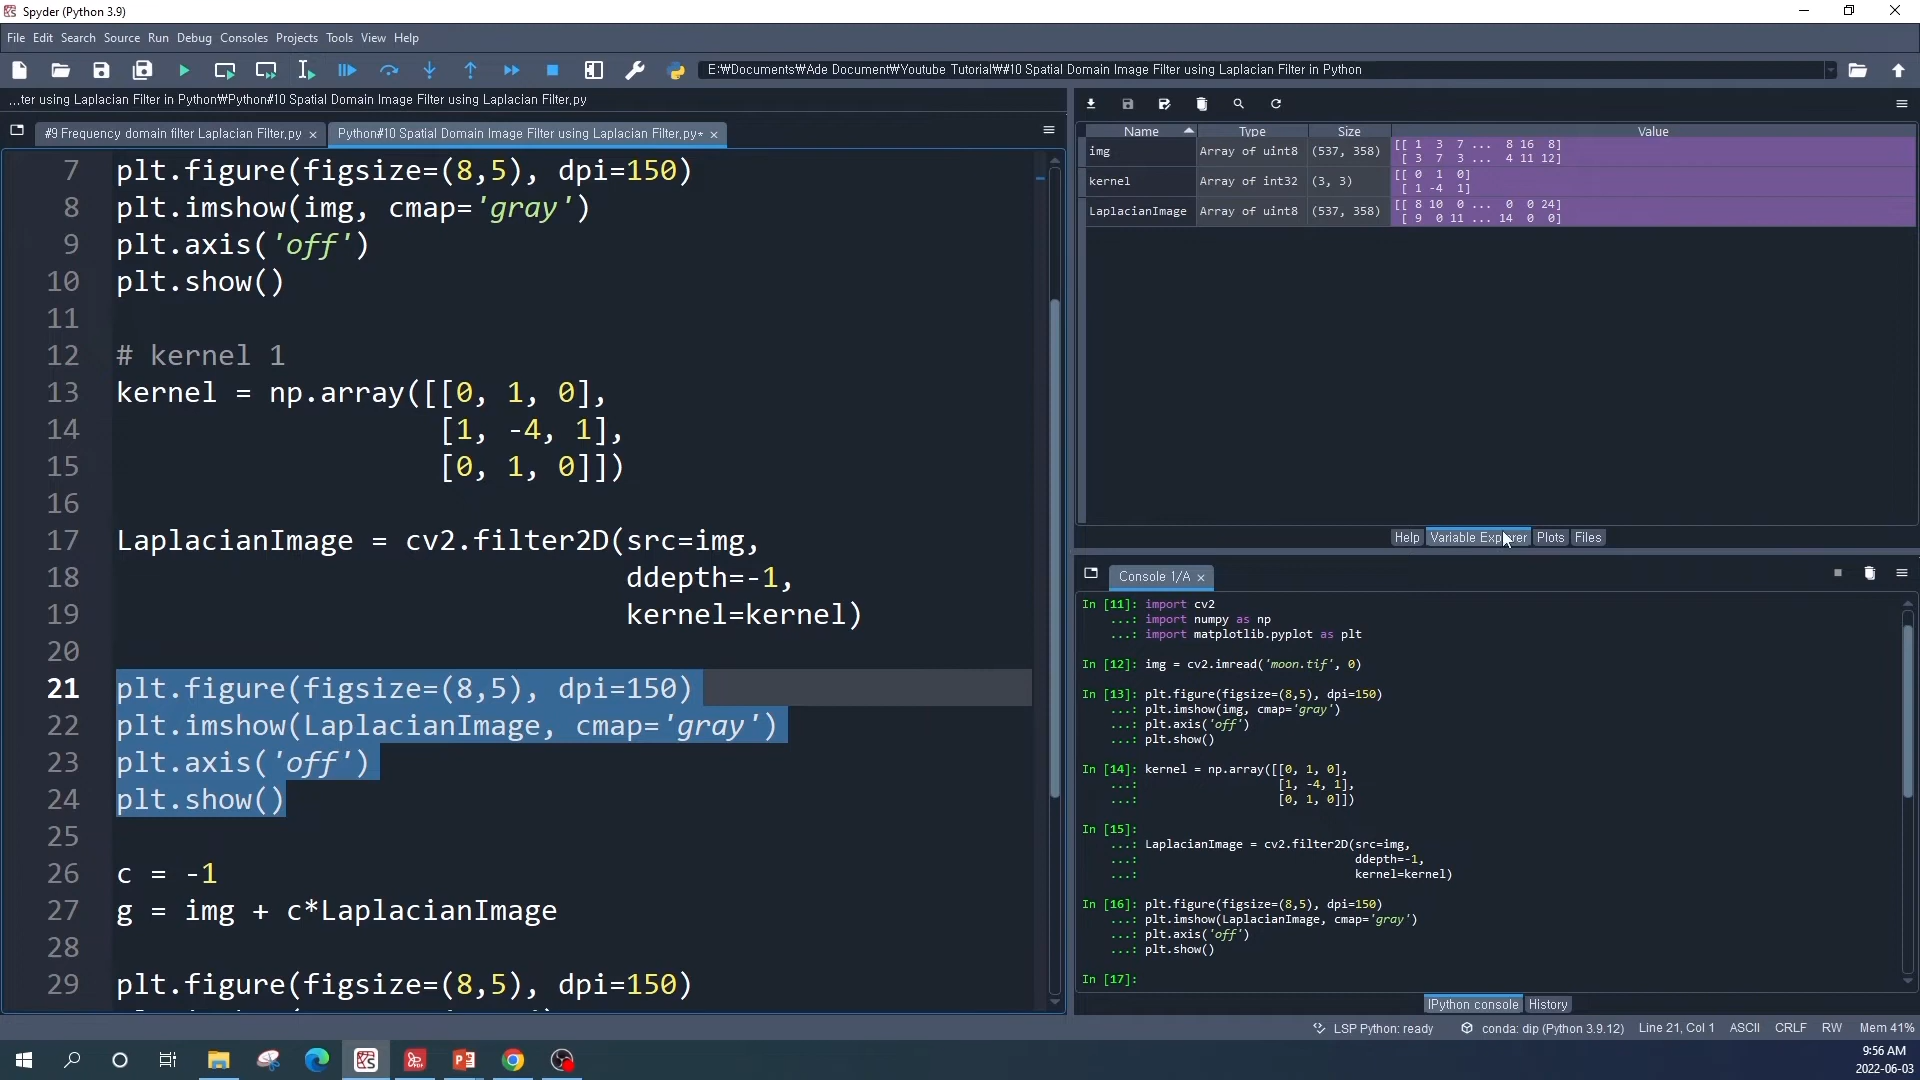 Spyder (Python 3.9)
File Edit Search Source Run Debug Consoles Projects Tools View Help
E:₩Documents₩Ade Document₩Youtube Tutorial₩#10 Spatial Domain Image Filter using Laplacian Filter in Python
...ter using Laplacian Filter in Python₩Python#10 Spatial Domain Image Filter using Laplacian Filter.py
#9 Frequency domain filter Laplacian Filter.py
Python#10 Spatial Domain Image Filter using Laplacian Filter.py*
7 plt.figure(figsize=(8,5), dpi=150)
8 plt.imshow(img, cmap='gray')
9 plt.axis('off')
10 plt.show()
11
12 # kernel 1
13 kernel = np.array([[0, 1, 0],
14 [1, -4, 1],
15 [0, 1, 0]])
16
17 LaplacianImage = cv2.filter2D(src=img,
18 ddepth=-1,
19 kernel=kernel)
20
21 plt.figure(figsize=(8,5), dpi=150)
22 plt.imshow(LaplacianImage, cmap='gray')
23 plt.axis('off')
24 plt.show()
25
26 c = -1
27 g = img + c*LaplacianImage
28
29 plt.figure(figsize=(8,5), dpi=150)
Name Type Size Value
img Array of uint8 (537, 358) [[ 1 3 7 ... 8 16 8]
[ 3 7 3 ... 4 11 12]
kernel Array of int32 (3, 3) [[ 0 1 0]
[ 1 -4 1]
LaplacianImage Array of uint8 (537, 358) [[ 8 10 0 ... 0 0 24]
[ 9 0 11 ... 14 0 0]
Help Variable Explorer Plots Files
Console 1/A
In [11]: import cv2
...: import numpy as np
...: import matplotlib.pyplot as plt
In [12]: img = cv2.imread('moon.tif', 0)
In [13]: plt.figure(figsize=(8,5), dpi=150)
...: plt.imshow(img, cmap='gray')
...: plt.axis('off')
...: plt.show()
In [14]: kernel = np.array([[0, 1, 0],
...: [1, -4, 1],
...: [0, 1, 0]])
In [15]:
...: LaplacianImage = cv2.filter2D(src=img,
...: ddepth=-1,
...: kernel=kernel)
In [16]: plt.figure(figsize=(8,5), dpi=150)
...: plt.imshow(LaplacianImage, cmap='gray')
...: plt.axis('off')
...: plt.show()
In [17]:
IPython console History
LSP Python: ready conda: dip (Python 3.9.12) Line 21, Col 1 ASCII CRLF RW Mem 41%
9:56 AM
2022-06-03